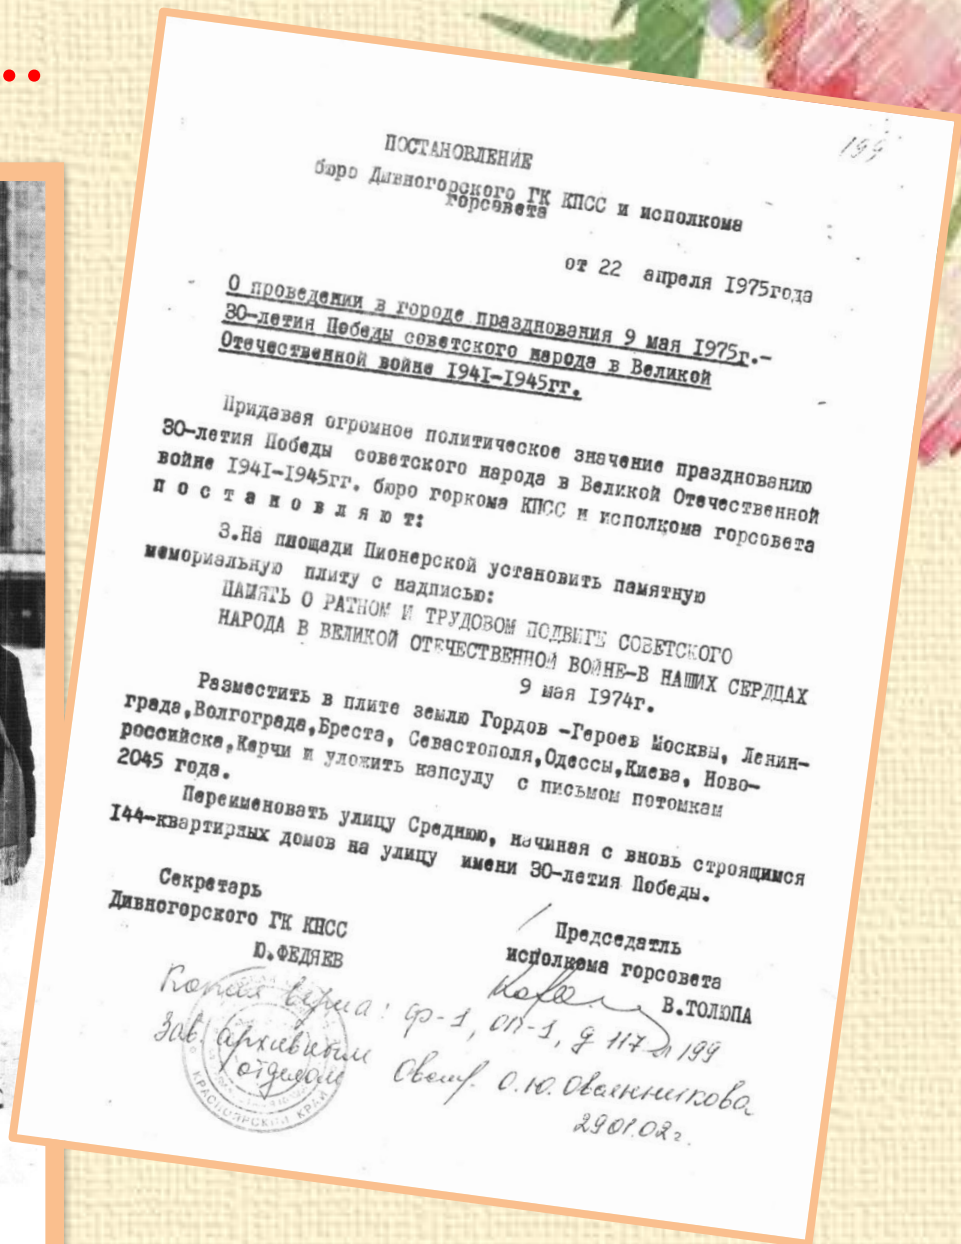 ..
199
ПОСТАНОВЛЕНИЕ
бюро Дивногорского ГК КПСС и исполкома
горсовета
от 22 апреля 1975года
О проведении в городе празднования 9 мая 1975г.-
30-летия Победы советского народа в Великой
Отечественной войне 1941-1945гг.
Придавая огромное политическое значение празднованию
30-летия Победы советского народа в Великой Отечественной
войне 1941-1945гг. бюро горкома КПСС и исполкома горсовета
п о с т а н о в л я ю т:
3.На площади Пионерской установить памятную
мемориальную плиту с надписью:
ПАМЯТЬ О РАТНОМ И ТРУДОВОМ ПОДВИГЕ СОВЕТСКОГО
НАРОДА В ВЕЛИКОЙ ОТЕЧЕСТВЕННОЙ ВОЙНЕ-В НАШИХ СЕРДЦАХ
9 мая 1974г.
Разместить в плите землю Гордов -Героев Москвы, Ленин-
града,Волгограда,Бреста, Севастополя,Одессы,Киева, Ново-
российска,Керчи и уложить капсулу с письмом потомкам
2045 года.
Переименовать улицу Среднюю, начиная с вновь строящимся
144-квартирных домов на улицу имени 30-летия Победы.
Секретарь
Дивногорского ГК КПСС
Ю.ФЕДЯЕВ
Председатль
исполкома горсовета
В.ТОЛЮПА
Копия верна: ф-1, оп-1, д 117 л 199
Зав. архивным
отделом О.Ю. Овчинникова
29.01.02г.
КРАСНОЯРСКИЙ КРАЙ